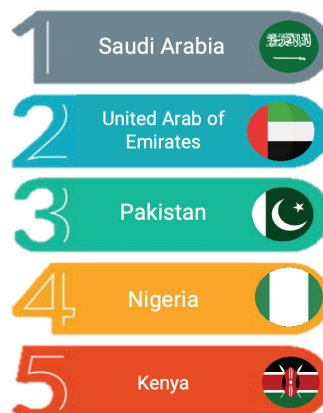 1
Saudi Arabia
2
United Arab of
Emirates
3
Pakistan
4
Nigeria
5
Kenya